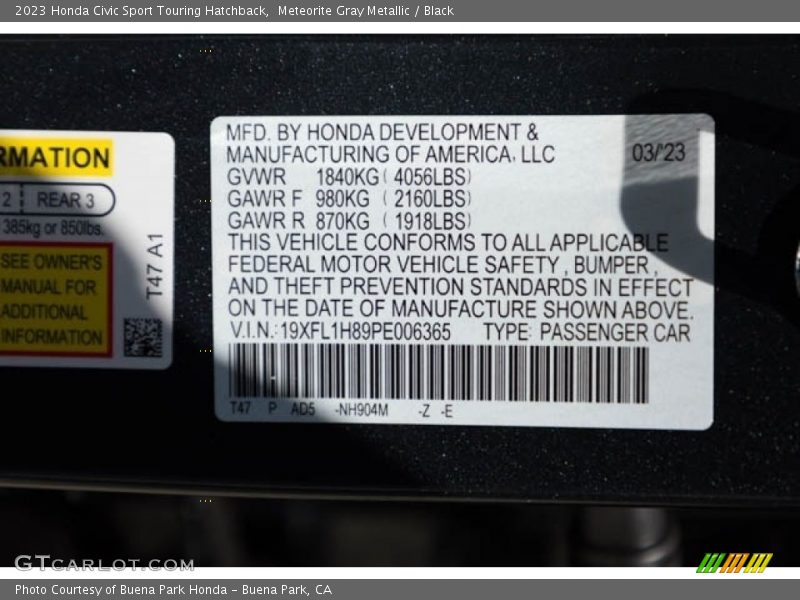 2023 Honda Civic Sport Touring Hatchback,  Meteorite Gray Metallic / Black
RMATION
2 REAR 3
385kg or 850lbs.
SEE OWNER'S
MANUAL FOR
ADDITIONAL
INFORMATION
T47 A1
MFD. BY HONDA DEVELOPMENT &
MANUFACTURING OF AMERICA, LLC 03/'23
GVWR 1840KG ( 4056LBS)
GAWR F 980KG ( 2160LBS)
GAWR R 870KG ( 1918LBS)
THIS VEHICLE CONFORMS TO ALL APPLICABLE
FEDERAL MOTOR VEHICLE SAFETY , BUMPER ,
AND THEFT PREVENTION STANDARDS IN EFFECT
ON THE DATE OF MANUFACTURE SHOWN ABOVE.
V.I.N.: 19XFL1H89PE006365 TYPE: PASSENGER CAR
T47 P AD5 -NH904M -Z -E
GTCARLOT.COM
Photo Courtesy of Buena Park Honda - Buena Park, CA